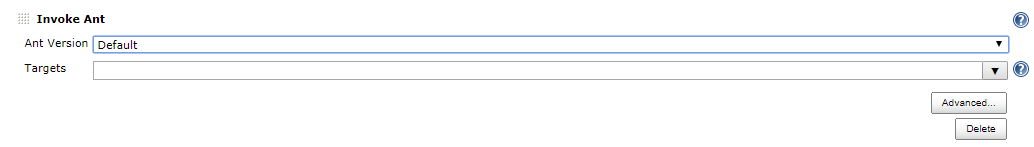 Invoke Ant
Ant Version Default
Targets
Advanced...
Delete